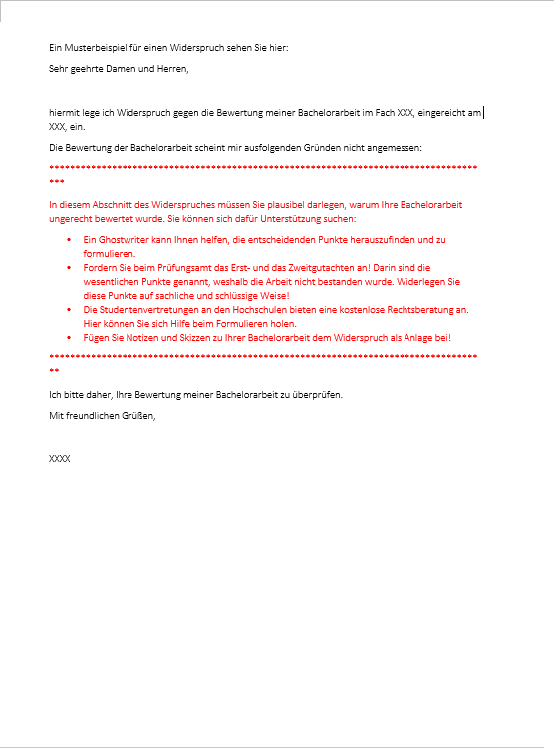 Ein Musterbeispiel für einen Widerspruch sehen Sie hier:
Sehr geehrte Damen und Herren,
hiermit lege ich Widerspruch gegen die Bewertung meiner Bachelorarbeit im Fach XXX, eingereicht am
XXX, ein.
Die Bewertung der Bachelorarbeit scheint mir aus folgenden Gründen nicht angemessen:
**********************************************************************************
***
In diesem Abschnitt des Widerspruches müssen Sie plausibel darlegen, warum Ihre Bachelorarbeit
ungerecht bewertet wurde. Sie können sich dafür Unterstützung suchen:
• Ein Ghostwriter kann Ihnen helfen, die entscheidenden Punkte herauszufinden und zu
formulieren.
• Fordern Sie beim Prüfungsamt das Erst- und das Zweitgutachten an! Darin sind die
wesentlichen Punkte genannt, weshalb die Arbeit nicht bestanden wurde. Widerlegen Sie
diese Punkte auf sachliche und schlüssige Weise!
• Die Studentenvertretungen an den Hochschulen bieten eine kostenlose Rechtsberatung an.
Hier können Sie sich Hilfe beim Formulieren holen.
• Fügen Sie Notizen und Skizzen zu Ihrer Bachelorarbeit dem Widerspruch als Anlage bei!
**********************************************************************************
**
Ich bitte daher, Ihre Bewertung meiner Bachelorarbeit zu überprüfen.
Mit freundlichen Grüßen,
XXXX